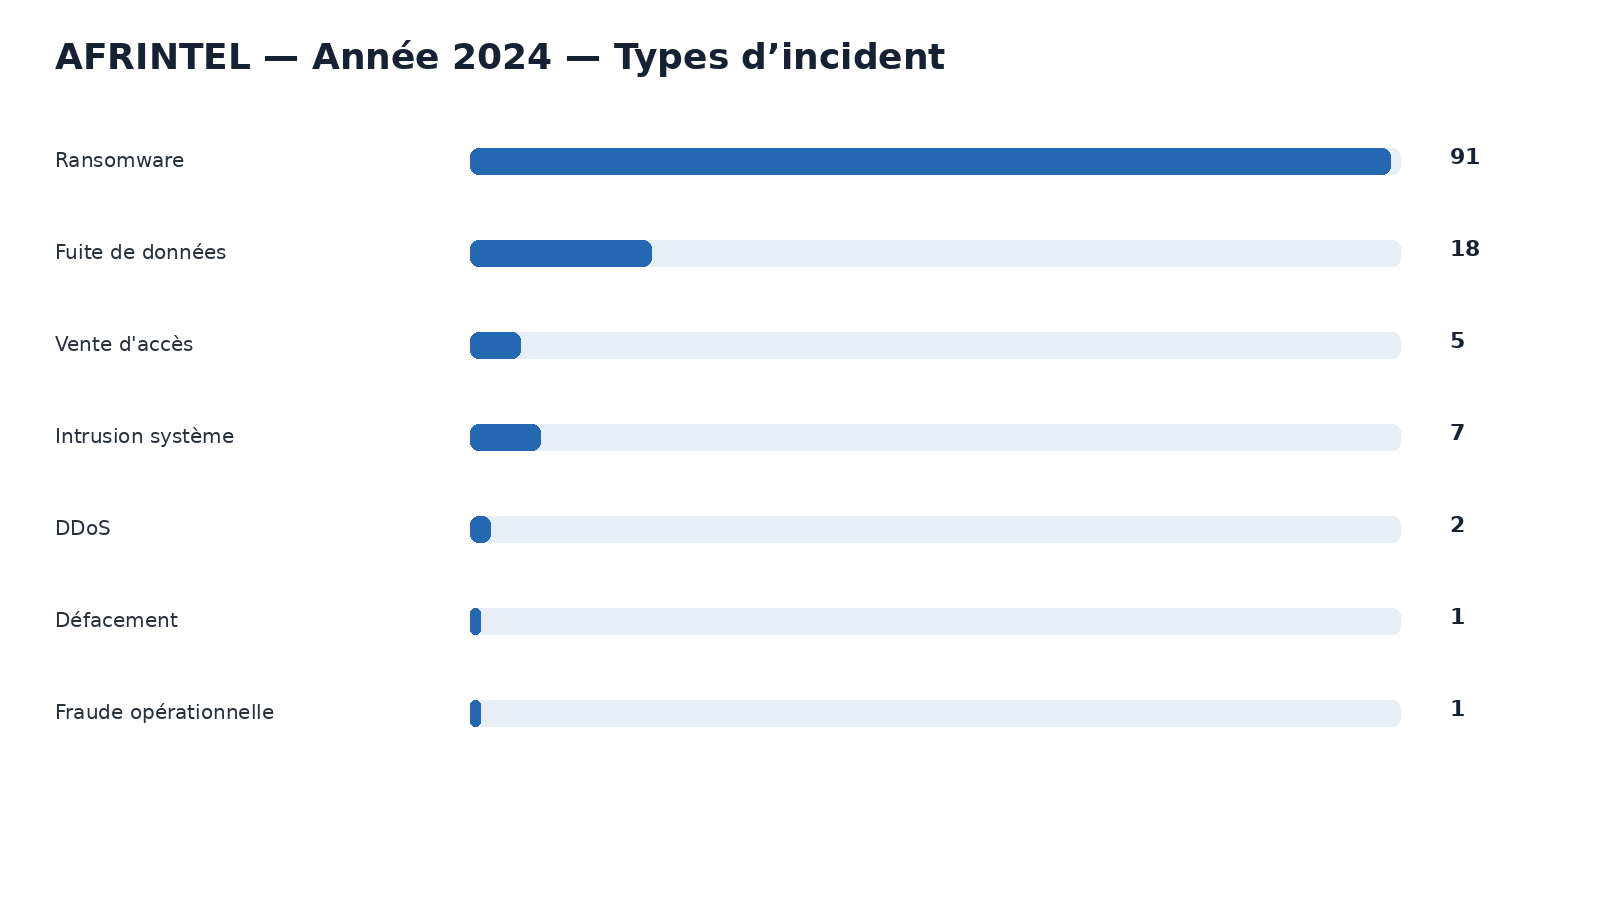 AFRINTEL — Année 2024 — Types d’incident
Ransomware 91
Fuite de données 18
Vente d'accès 5
Intrusion système 7
DDoS 2
Défacement 1
Fraude opérationnelle 1